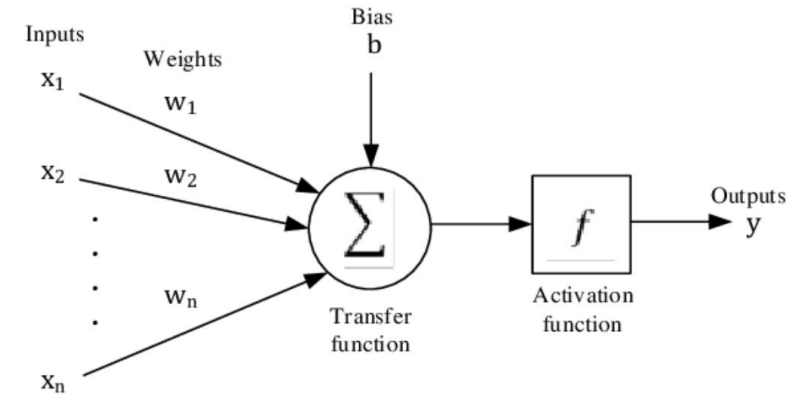 Bias
b
Inputs
Weights
x₁
w₁
x₂
w₂
wₙ
xₙ
∑
Transfer
function
f
Activation
function
Outputs
y